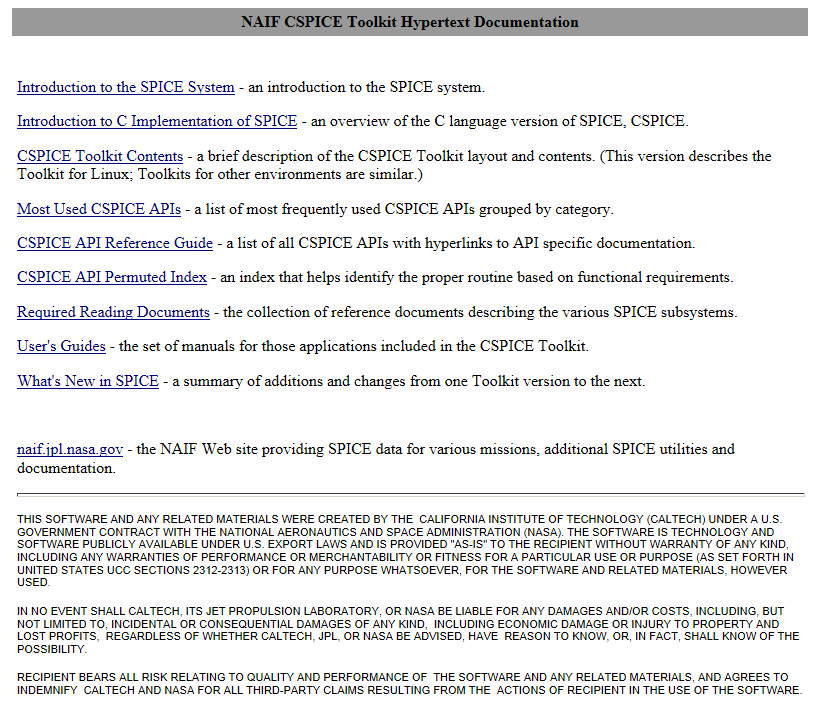 NAIF CSPICE Toolkit Hypertext Documentation
Introduction to the SPICE System - an introduction to the SPICE system.
Introduction to C Implementation of SPICE - an overview of the C language version of SPICE, CSPICE.
CSPICE Toolkit Contents - a brief description of the CSPICE Toolkit layout and contents. (This version describes the
Toolkit for Linux; Toolkits for other environments are similar.)
Most Used CSPICE APIs - a list of most frequently used CSPICE APIs grouped by category.
CSPICE API Reference Guide - a list of all CSPICE APIs with hyperlinks to API specific documentation.
CSPICE API Permuted Index - an index that helps identify the proper routine based on functional requirements.
Required Reading Documents - the collection of reference documents describing the various SPICE subsystems.
User's Guides - the set of manuals for those applications included in the CSPICE Toolkit.
What's New in SPICE - a summary of additions and changes from one Toolkit version to the next.
naif.jpl.nasa.gov - the NAIF Web site providing SPICE data for various missions, additional SPICE utilities and
documentation.
THIS SOFTWARE AND ANY RELATED MATERIALS WERE CREATED BY THE CALIFORNIA INSTITUTE OF TECHNOLOGY (CALTECH) UNDER A U.S.
GOVERNMENT CONTRACT WITH THE NATIONAL AERONAUTICS AND SPACE ADMINISTRATION (NASA). THE SOFTWARE IS TECHNOLOGY AND
SOFTWARE PUBLICLY AVAILABLE UNDER U.S. EXPORT LAWS AND IS PROVIDED "AS-IS" TO THE RECIPIENT WITHOUT WARRANTY OF ANY KIND,
INCLUDING ANY WARRANTIES OF PERFORMANCE OR MERCHANTABILITY OR FITNESS FOR A PARTICULAR USE OR PURPOSE (AS SET FORTH IN
UNITED STATES UCC SECTIONS 2312-2313) OR FOR ANY PURPOSE WHATSOEVER, FOR THE SOFTWARE AND RELATED MATERIALS, HOWEVER
USED.
IN NO EVENT SHALL CALTECH, ITS JET PROPULSION LABORATORY, OR NASA BE LIABLE FOR ANY DAMAGES AND/OR COSTS, INCLUDING, BUT
NOT LIMITED TO, INCIDENTAL OR CONSEQUENTIAL DAMAGES OF ANY KIND, INCLUDING ECONOMIC DAMAGE OR INJURY TO PROPERTY AND
LOST PROFITS, REGARDLESS OF WHETHER CALTECH, JPL, OR NASA BE ADVISED, HAVE REASON TO KNOW, OR, IN FACT, SHALL KNOW OF THE
POSSIBILITY.
RECIPIENT BEARS ALL RISK RELATING TO QUALITY AND PERFORMANCE OF THE SOFTWARE AND ANY RELATED MATERIALS, AND AGREES TO
INDEMNIFY CALTECH AND NASA FOR ALL THIRD-PARTY CLAIMS RESULTING FROM THE ACTIONS OF RECIPIENT IN THE USE OF THE SOFTWARE.